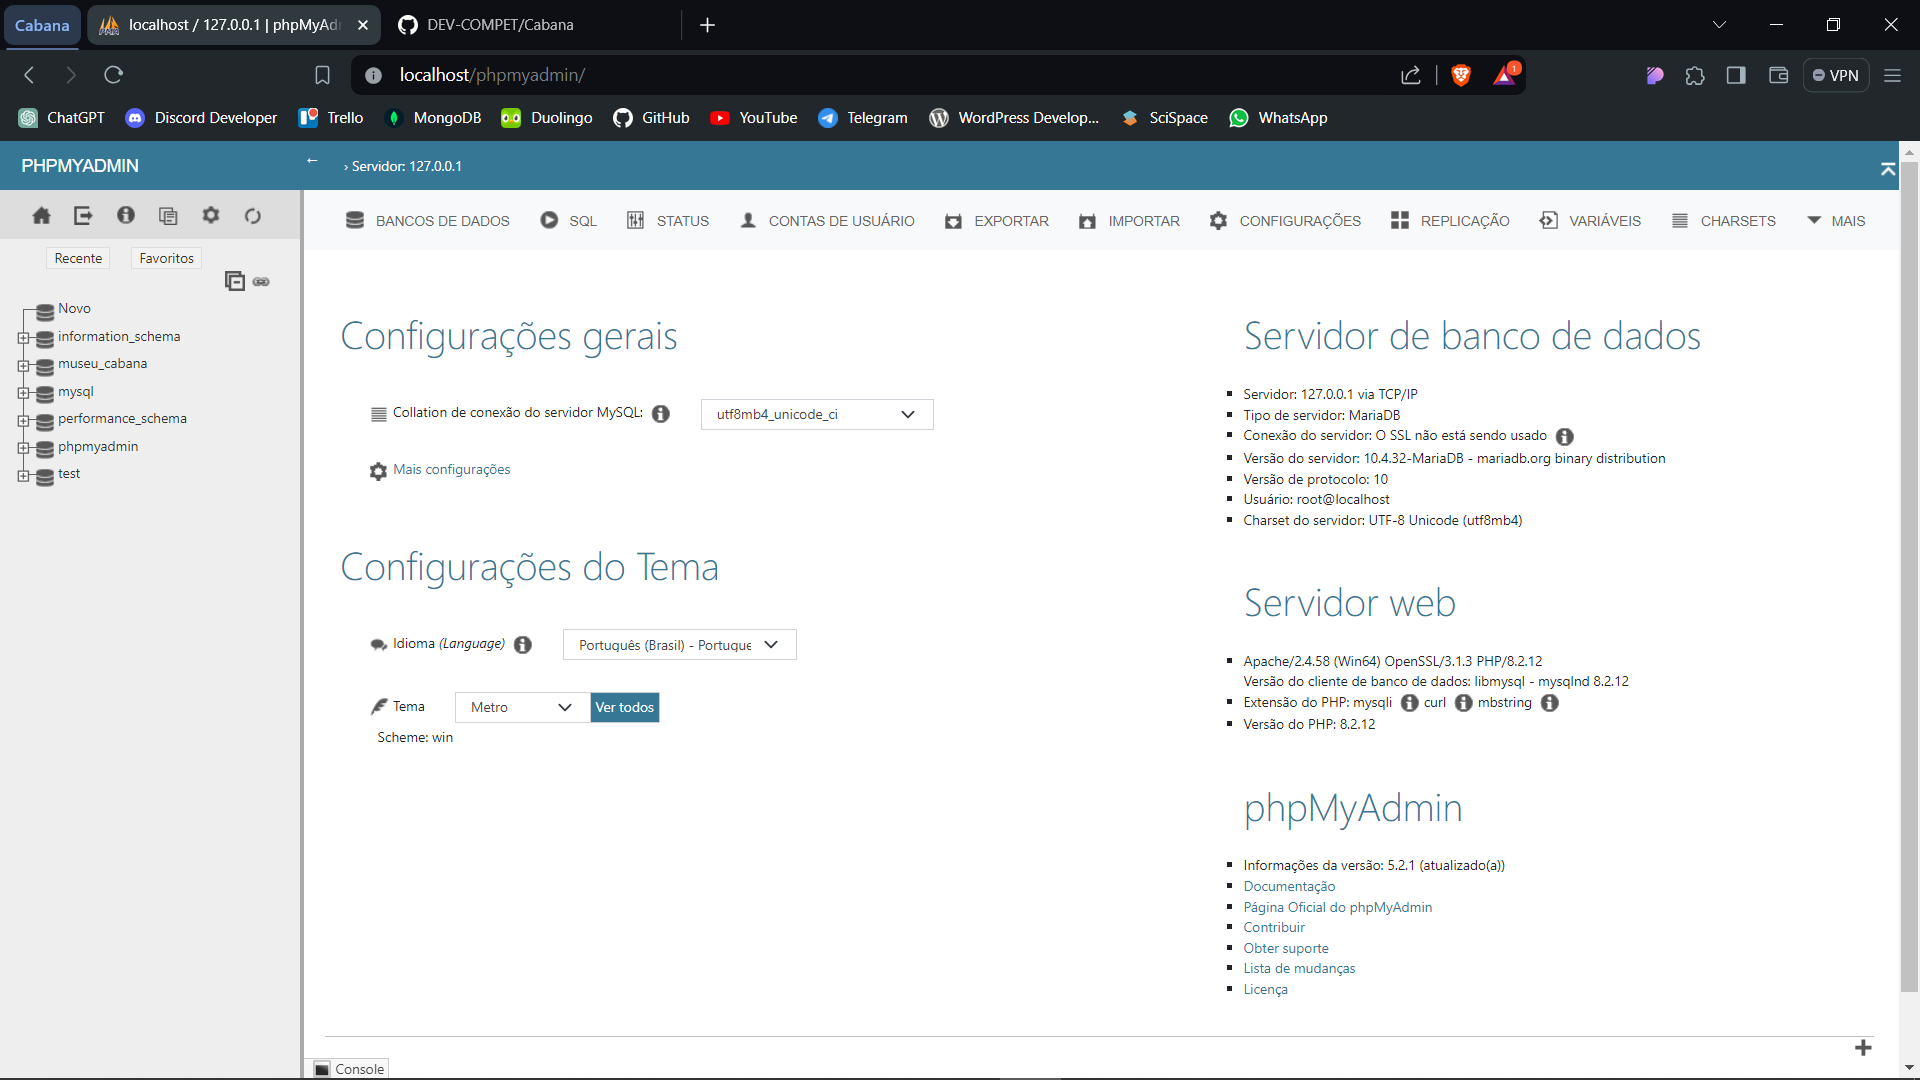 Cabana
localhost / 127.0.0.1 | phpMyAd
DEV-COMPET/Cabana
localhost/phpmyadmin/
1
VPN
ChatGPT
Discord Developer
Trello
MongoDB
Duolingo
GitHub
YouTube
Telegram
WordPress Develop...
SciSpace
WhatsApp
PHPMYADMIN
Servidor: 127.0.0.1
BANCOS DE DADOS
SQL
STATUS
CONTAS DE USUÁRIO
EXPORTAR
IMPORTAR
CONFIGURAÇÕES
REPLICAÇÃO
VARIÁVEIS
CHARSETS
MAIS
Recente
Favoritos
Novo
information_schema
museu_cabana
mysql
performance_schema
phpmyadmin
test
Configurações gerais
Collation de conexão do servidor MySQL:
utf8mb4_unicode_ci
Mais configurações
Configurações do Tema
Idioma (Language)
Português (Brasil) - Portugue
Tema
Metro
Ver todos
Scheme: win
Servidor de banco de dados
Servidor: 127.0.0.1 via TCP/IP
Tipo de servidor: MariaDB
Conexão do servidor: O SSL não está sendo usado
Versão do servidor: 10.4.32-MariaDB - mariadb.org binary distribution
Versão de protocolo: 10
Usuário: root@localhost
Charset do servidor: UTF-8 Unicode (utf8mb4)
Servidor web
Apache/2.4.58 (Win64) OpenSSL/3.1.3 PHP/8.2.12
Versão do cliente de banco de dados: libmysql - mysqlnd 8.2.12
Extensão do PHP: mysqli curl mbstring
Versão do PHP: 8.2.12
phpMyAdmin
Informações da versão: 5.2.1 (atualizado(a))
Documentação
Página Oficial do phpMyAdmin
Contribuir
Obter suporte
Lista de mudanças
Licença
Console